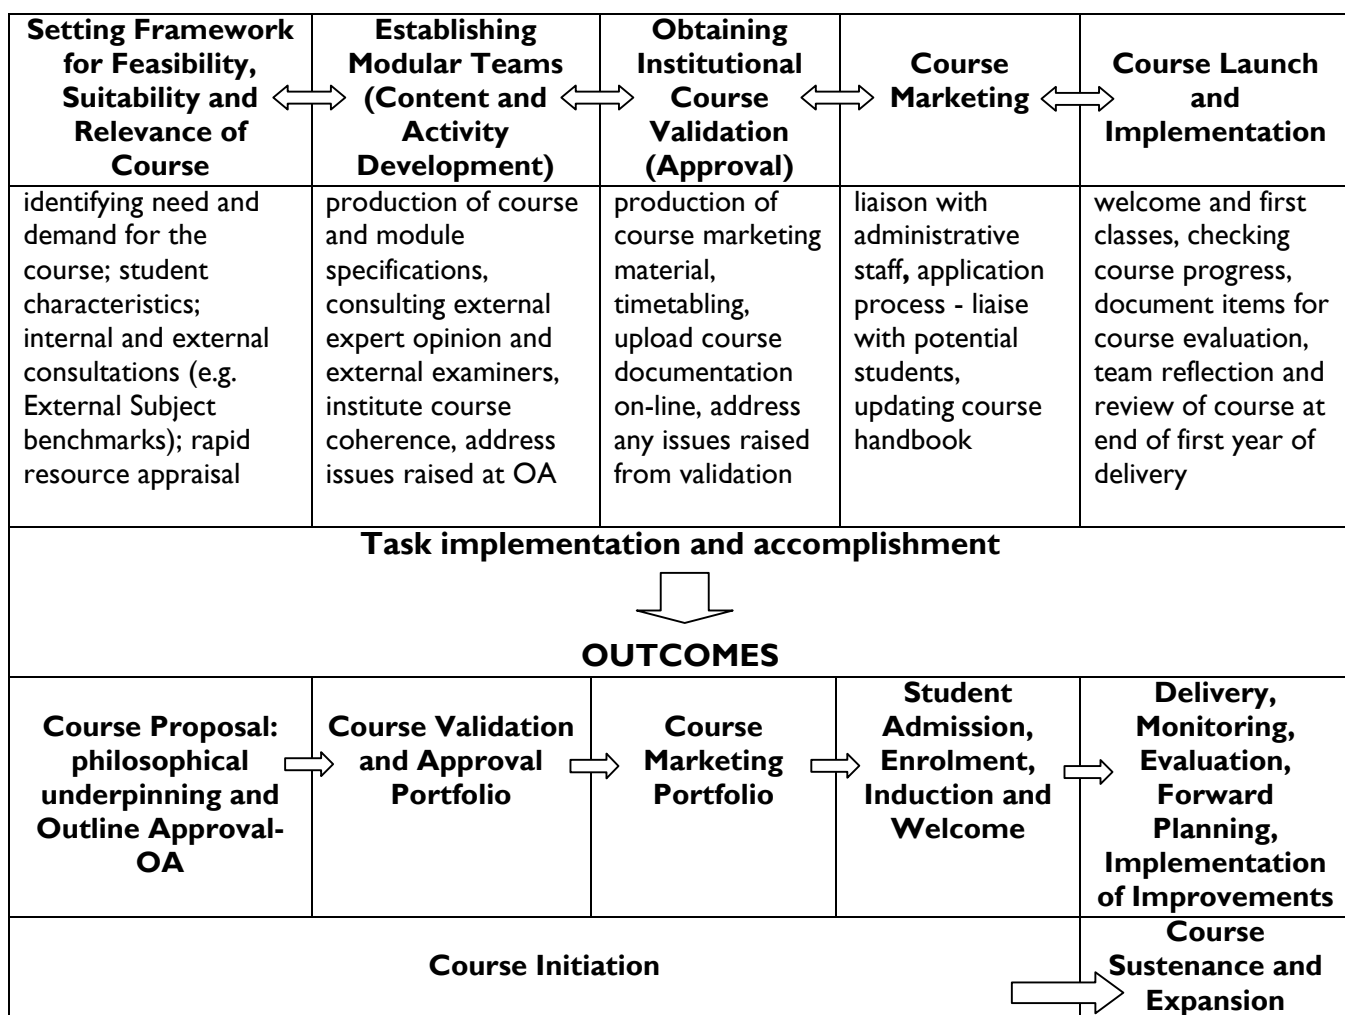 Setting Framework
for Feasibility,
Suitability and
Relevance of
Course
Establishing
Modular Teams
(Content and
Activity
Development)
Obtaining
Institutional
Course
Validation
(Approval)
Course
Marketing
Course Launch
and
Implementation
identifying need and
demand for the
course; student
characteristics;
internal and external
consultations (e.g.
External Subject
benchmarks); rapid
resource appraisal
production of course
and module
specifications,
consulting external
expert opinion and
external examiners,
institute course
coherence, address
issues raised at OA
production of
course marketing
material,
timetabling,
upload course
documentation
on-line, address
any issues raised
from validation
liaison with
administrative
staff, application
process - liaise
with potential
students,
updating course
handbook
welcome and first
classes, checking
course progress,
document items for
course evaluation,
team reflection and
review of course at
end of first year of
delivery
Task implementation and accomplishment
OUTCOMES
Course Proposal:
philosophical
underpinning and
Outline Approval-
OA
Course Validation
and Approval
Portfolio
Course
Marketing
Portfolio
Student
Admission,
Enrolment,
Induction and
Welcome
Delivery,
Monitoring,
Evaluation,
Forward
Planning,
Implementation
of Improvements
Course Initiation
Course
Sustenance and
Expansion